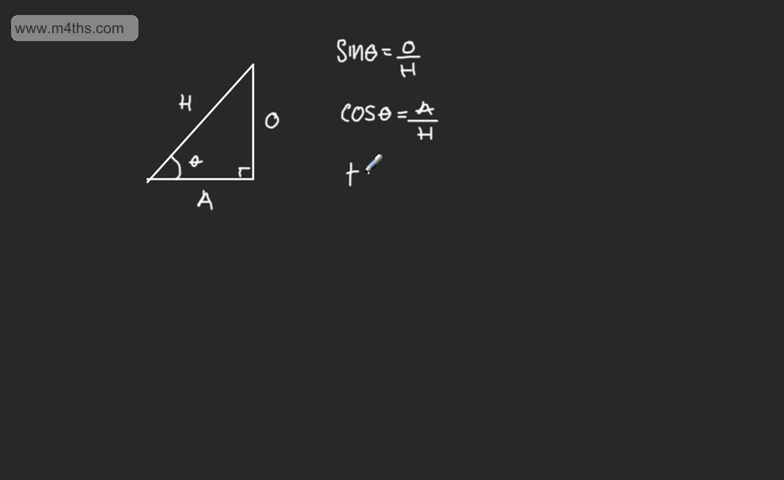 www.m4ths.com
Sinθ = O/H
H
O
cosθ = A/H
θ
t
A